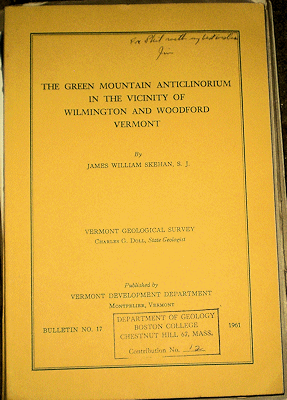 Jim
THE GREEN MOUNTAIN ANTICLINORIUM
IN THE VICINITY OF
WILMINGTON AND WOODFORD
VERMONT
By
JAMES WILLIAM SKEHAN, S. J.
VERMONT GEOLOGICAL SURVEY
CHARLES G. DOLL, State Geologist
Published by
VERMONT DEVELOPMENT DEPARTMENT
MONTPELIER, VERMONT
BULLETIN NO. 17
1961
DEPARTMENT OF GEOLOGY
BOSTON COLLEGE
CHESTNUT HILL 67, MASS.
Contribution No.